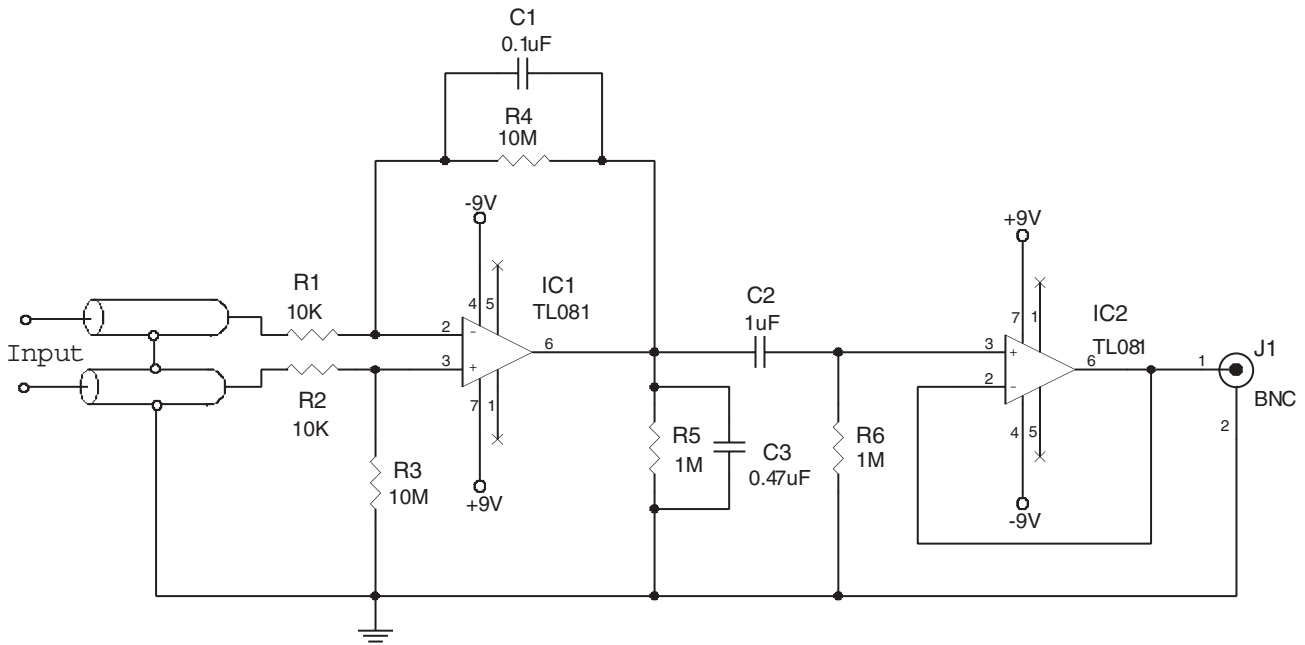 C1
0.1uF
R4
10M
-9V
+9V
R1
10K
4 5
IC1
TL081
C2
1uF
7 1
IC2
TL081
Input
2
-
6
3
+
3
+
6
1
J1
2
-
BNC
R2
10K
7 1
R5
1M
C3
0.47uF
R6
1M
4 5
2
R3
10M
+9V
-9V